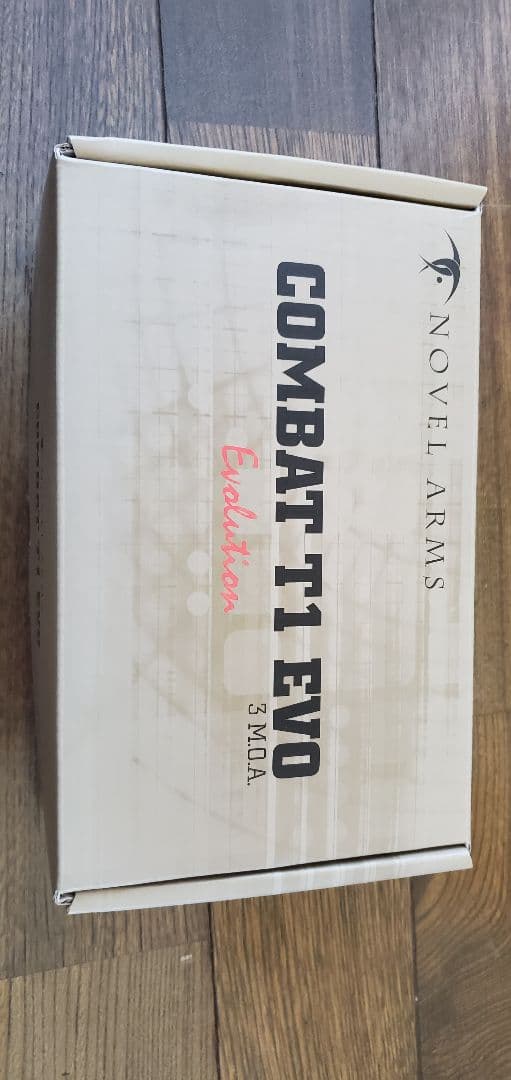 NOVEL ARMS
COMBAT T1 EVO
Evolution
3 M.O.A.